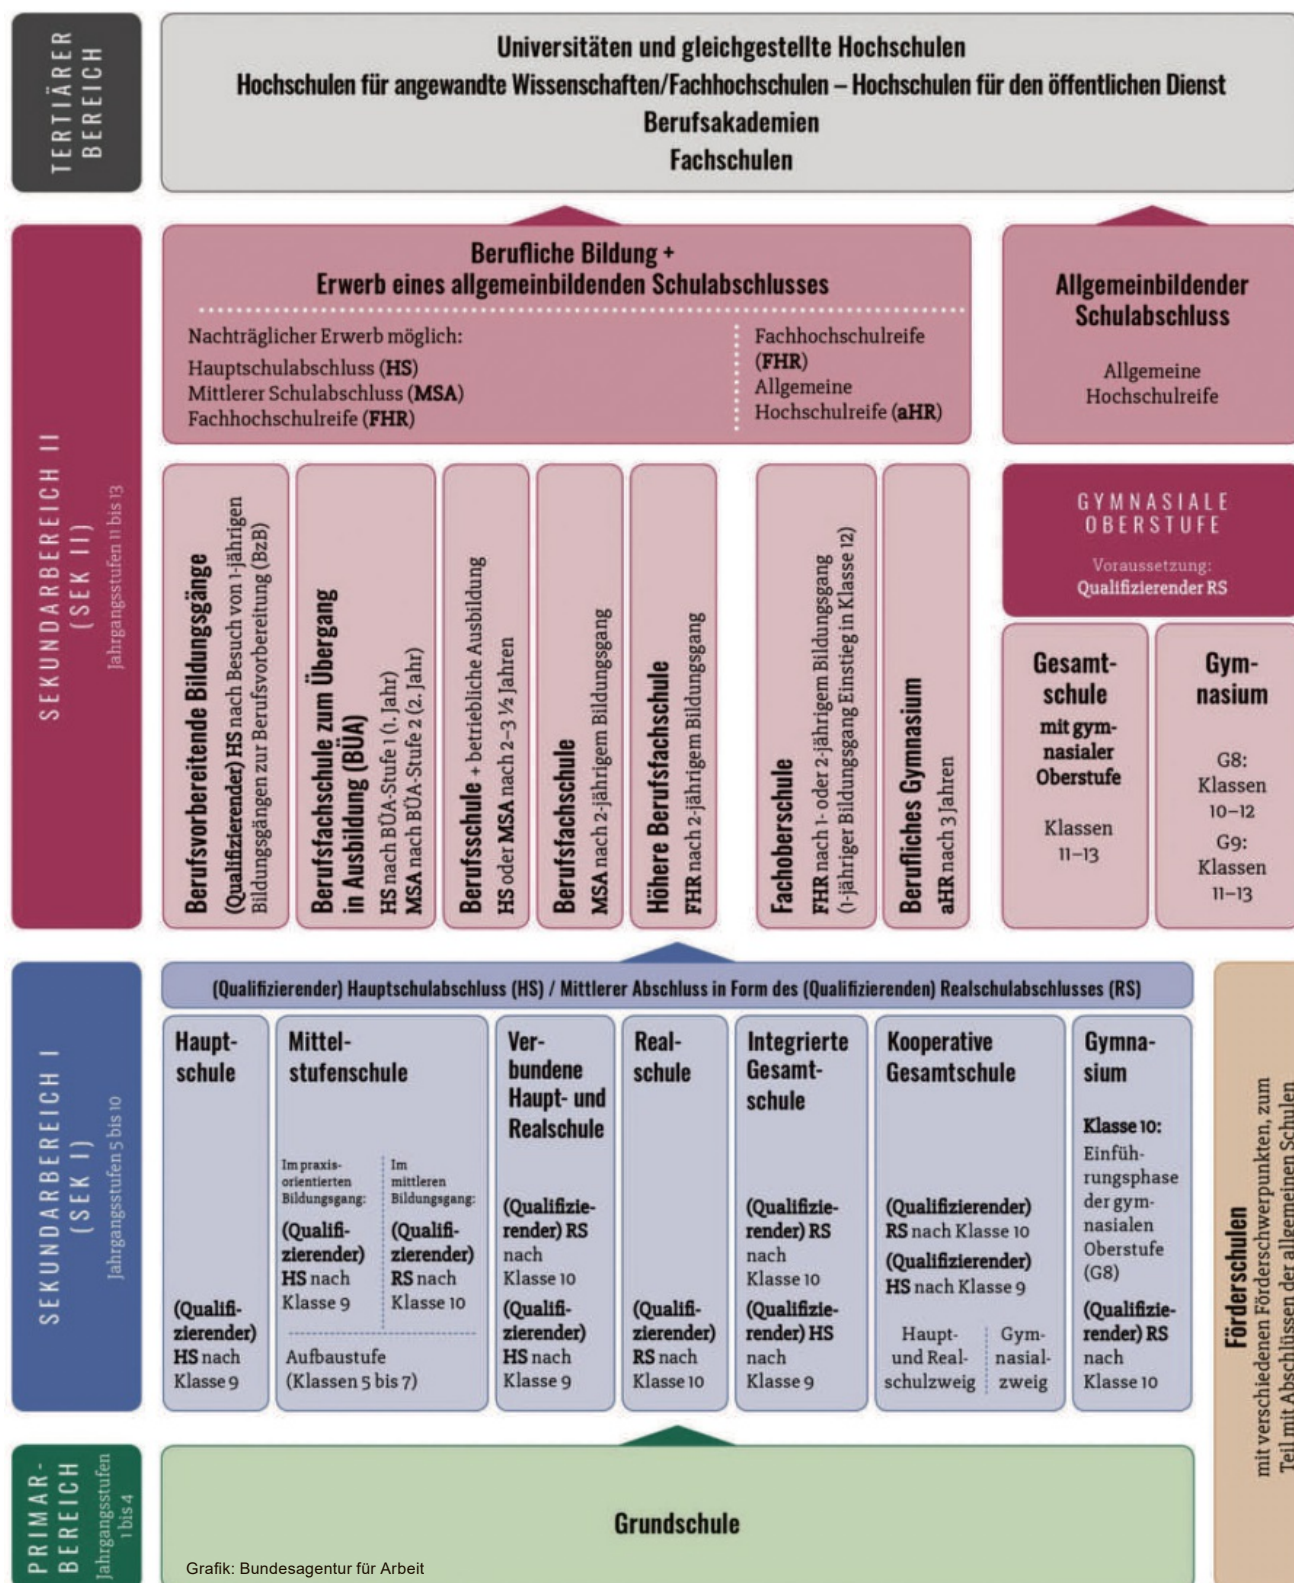 TERTIÄRER
BEREICH
Universitäten und gleichgestellte Hochschulen
Hochschulen für angewandte Wissenschaften/Fachhochschulen – Hochschulen für den öffentlichen Dienst
Berufsakademien
Fachschulen
SEKUNDARBEREICH II
(SEK II)
Jahrgangsstufen 11 bis 13
Berufliche Bildung +
Erwerb eines allgemeinbildenden Schulabschlusses
Nachträglicher Erwerb möglich:
Hauptschulabschluss (HS)
Mittlerer Schulabschluss (MSA)
Fachhochschulreife (FHR)
Fachhochschulreife
(FHR)
Allgemeine
Hochschulreife (aHR)
Allgemeinbildender
Schulabschluss
Allgemeine
Hochschulreife
Berufsvorbereitende Bildungsgänge
(Qualifizierender) HS nach Besuch von 1-jährigen
Bildungsgängen zur Berufsvorbereitung (BzB)
Berufsfachschule zum Übergang
in Ausbildung (BÜA)
HS nach BÜA-Stufe 1 (1. Jahr)
MSA nach BÜA-Stufe 2 (2. Jahr)
Berufsschule + betriebliche Ausbildung
HS oder MSA nach 2–3 ½ Jahren
Berufsfachschule
MSA nach 2-jährigem Bildungsgang
Höhere Berufsfachschule
FHR nach 2-jährigem Bildungsgang
Fachoberschule
FHR nach 1- oder 2-jährigem Bildungsgang
(1-jähriger Bildungsgang Einstieg in Klasse 12)
Berufliches Gymnasium
aHR nach 3 Jahren
GYMNASIALE
OBERSTUFE
Voraussetzung:
Qualifizierender RS
Gesamt-
schule
mit gym-
nasialer
Oberstufe
Klassen
11–13
Gym-
nasium
G8:
Klassen
10–12
G9:
Klassen
11–13
SEKUNDARBEREICH I
(SEK I)
Jahrgangsstufen 5 bis 10
(Qualifizierender) Hauptschulabschluss (HS) / Mittlerer Abschluss in Form des (Qualifizierenden) Realschulabschlusses (RS)
Haupt-
schule
(Qualifi-
zierender)
HS nach
Klasse 9
Mittel-
stufenschule
Im praxis-
orientierten
Bildungsgang:
(Qualifi-
zierender)
HS nach
Klasse 9
Im
mittleren
Bildungsgang:
(Qualifi-
zierender)
RS nach
Klasse 10
Aufbaustufe
(Klassen 5 bis 7)
Ver-
bundene
Haupt- und
Realschule
(Qualifizie-
render) RS
nach
Klasse 10
(Qualifi-
zierender)
HS nach
Klasse 9
Real-
schule
(Qualifi-
zierender)
RS nach
Klasse 10
Integrierte
Gesamt-
schule
(Qualifizie-
render) RS
nach
Klasse 10
(Qualifizie-
render) HS
nach
Klasse 9
Kooperative
Gesamtschule
(Qualifizierender)
RS nach Klasse 10
(Qualifizierender)
HS nach Klasse 9
Haupt-
und Real-
schulzweig
Gym-
nasial-
zweig
Gymna-
sium
Klasse 10:
Einfüh-
rungsphase
der gym-
nasialen
Oberstufe
(G8)
(Qualifizie-
render) RS
nach
Klasse 10
Förderschulen
mit verschiedenen Förderschwerpunkten, zum
Teil mit Abschlüssen der allgemeinen Schulen
PRIMAR-
BEREICH
Jahrgangsstufen
1 bis 4
Grundschule
Grafik: Bundesagentur für Arbeit